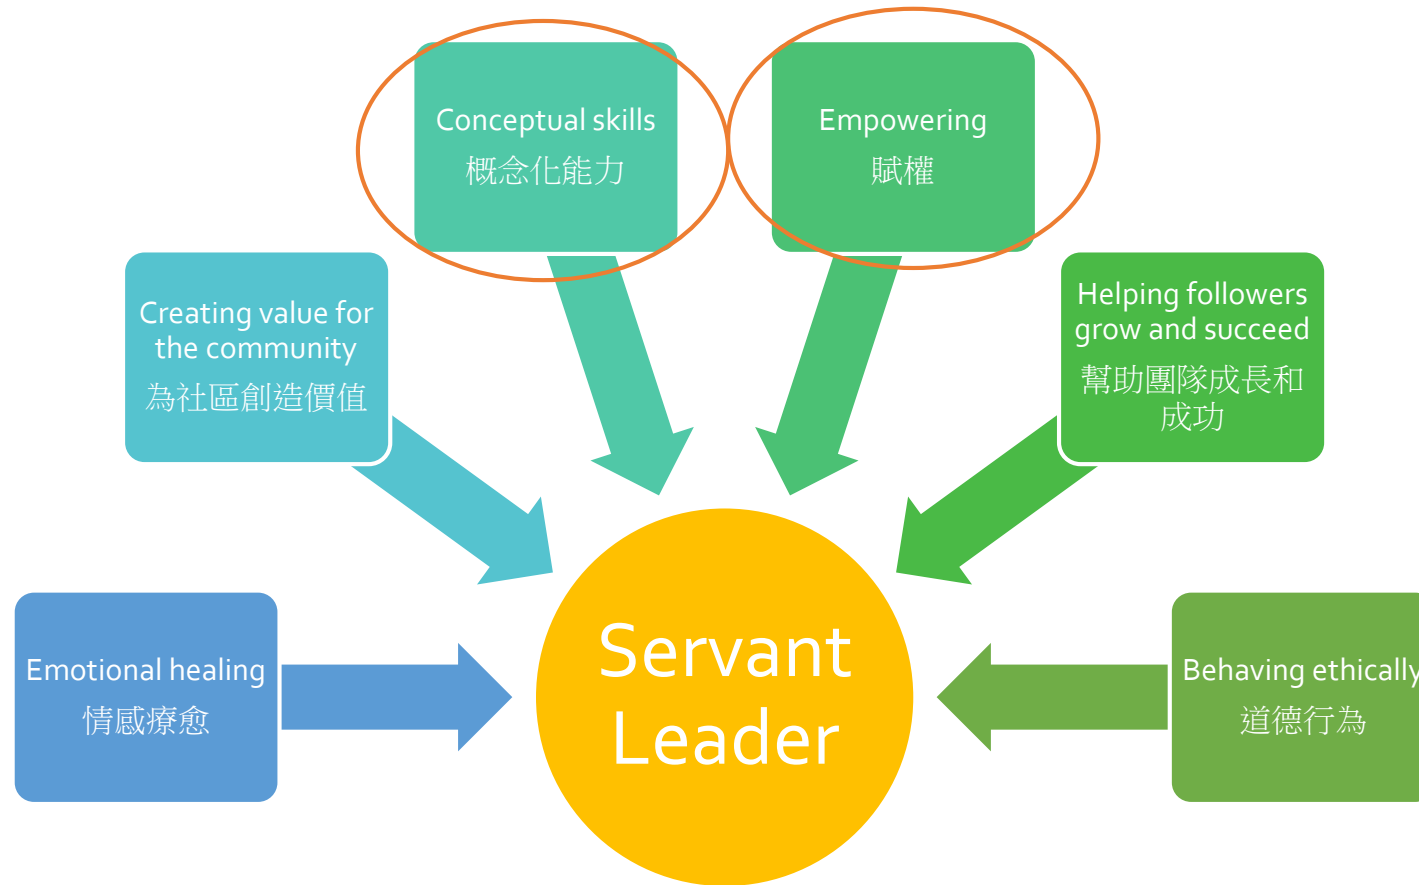 Conceptual skills
概念化能力
Empowering
賦權
Creating value for
the community
為社區創造價值
Helping followers
grow and succeed
幫助團隊成長和
成功
Emotional healing
情感療愈
Servant
Leader
Behaving ethically
道德行為